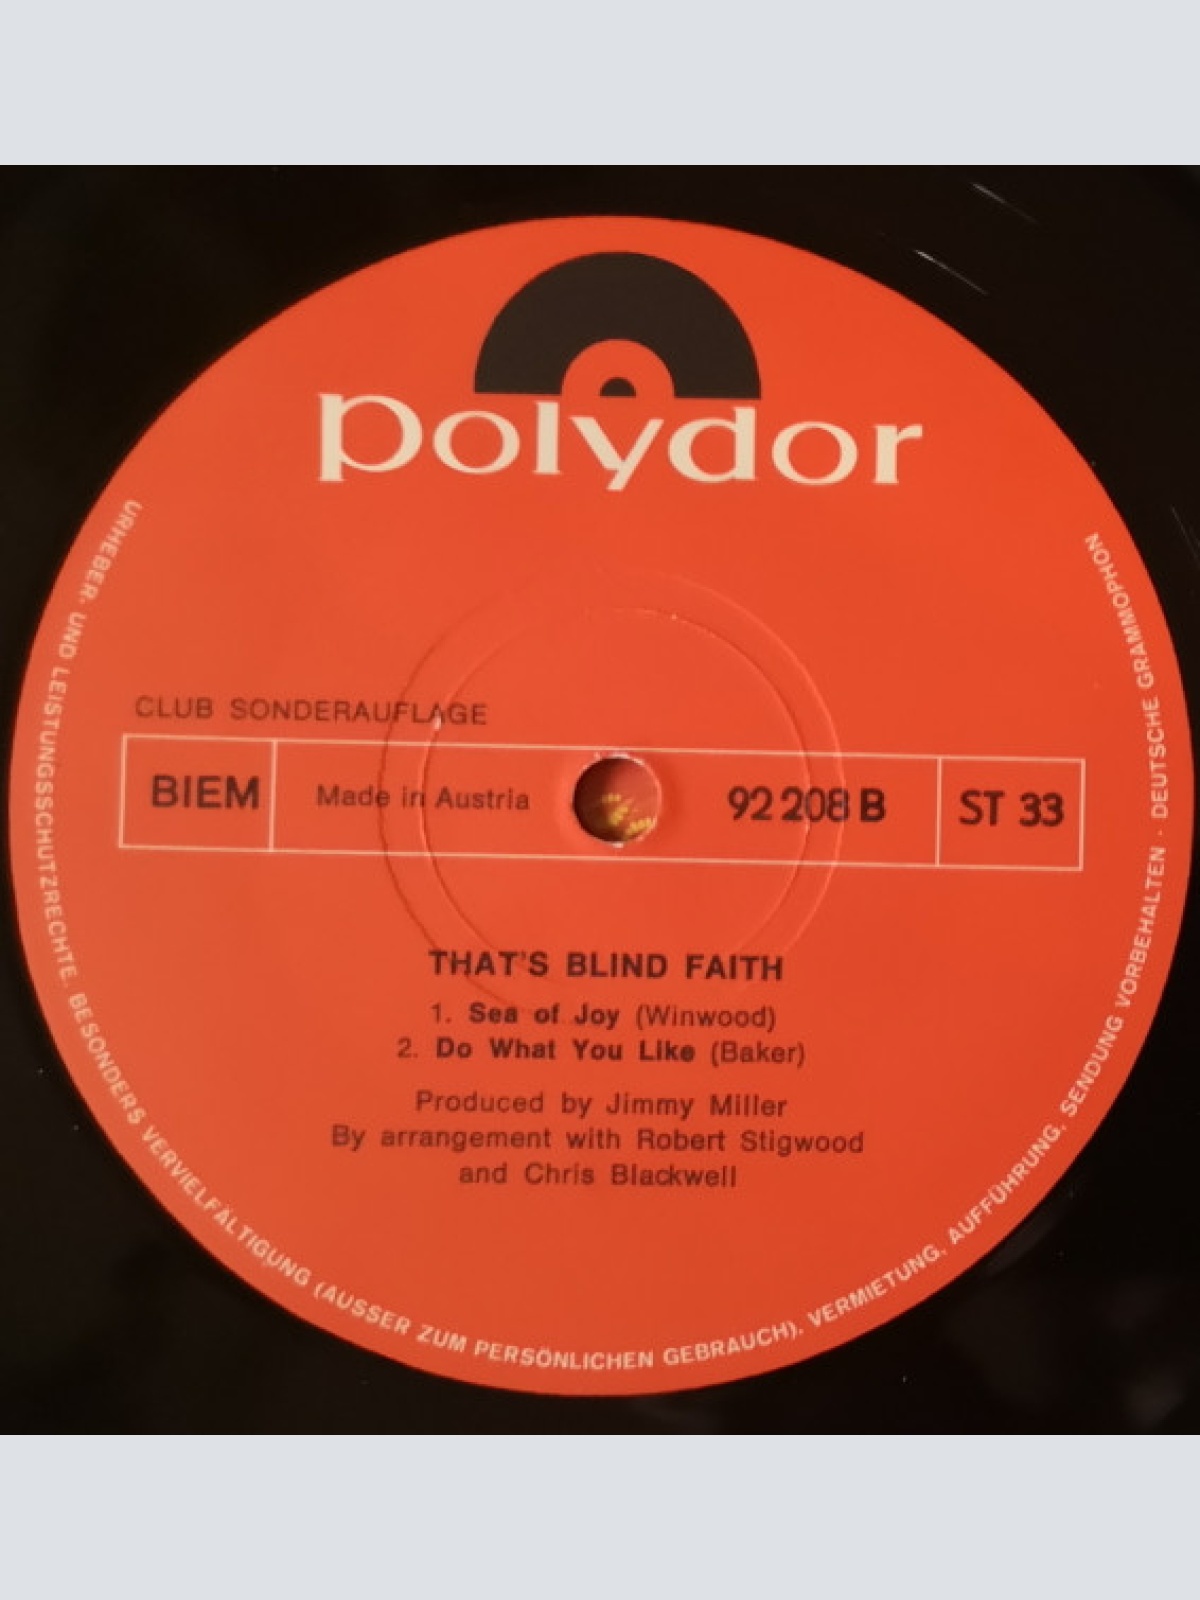 polydor
CLUB SONDERAUFLAGE
BIEM Made in Austria 92 208 B ST 33
THAT'S BLIND FAITH
1. Sea of Joy (Winwood)
2. Do What You Like (Baker)
Produced by Jimmy Miller
By arrangement with Robert Stigwood
and Chris Blackwell
URHEBER- UND LEISTUNGSSCHUTZRECHTE, BESONDERS VERVIELFÄLTIGUNG (AUSSER ZUM PERSÖNLICHEN GEBRAUCH), VERMIETUNG, AUFFÜHRUNG, SENDUNG VORBEHALTEN · DEUTSCHE GRAMMOPHON